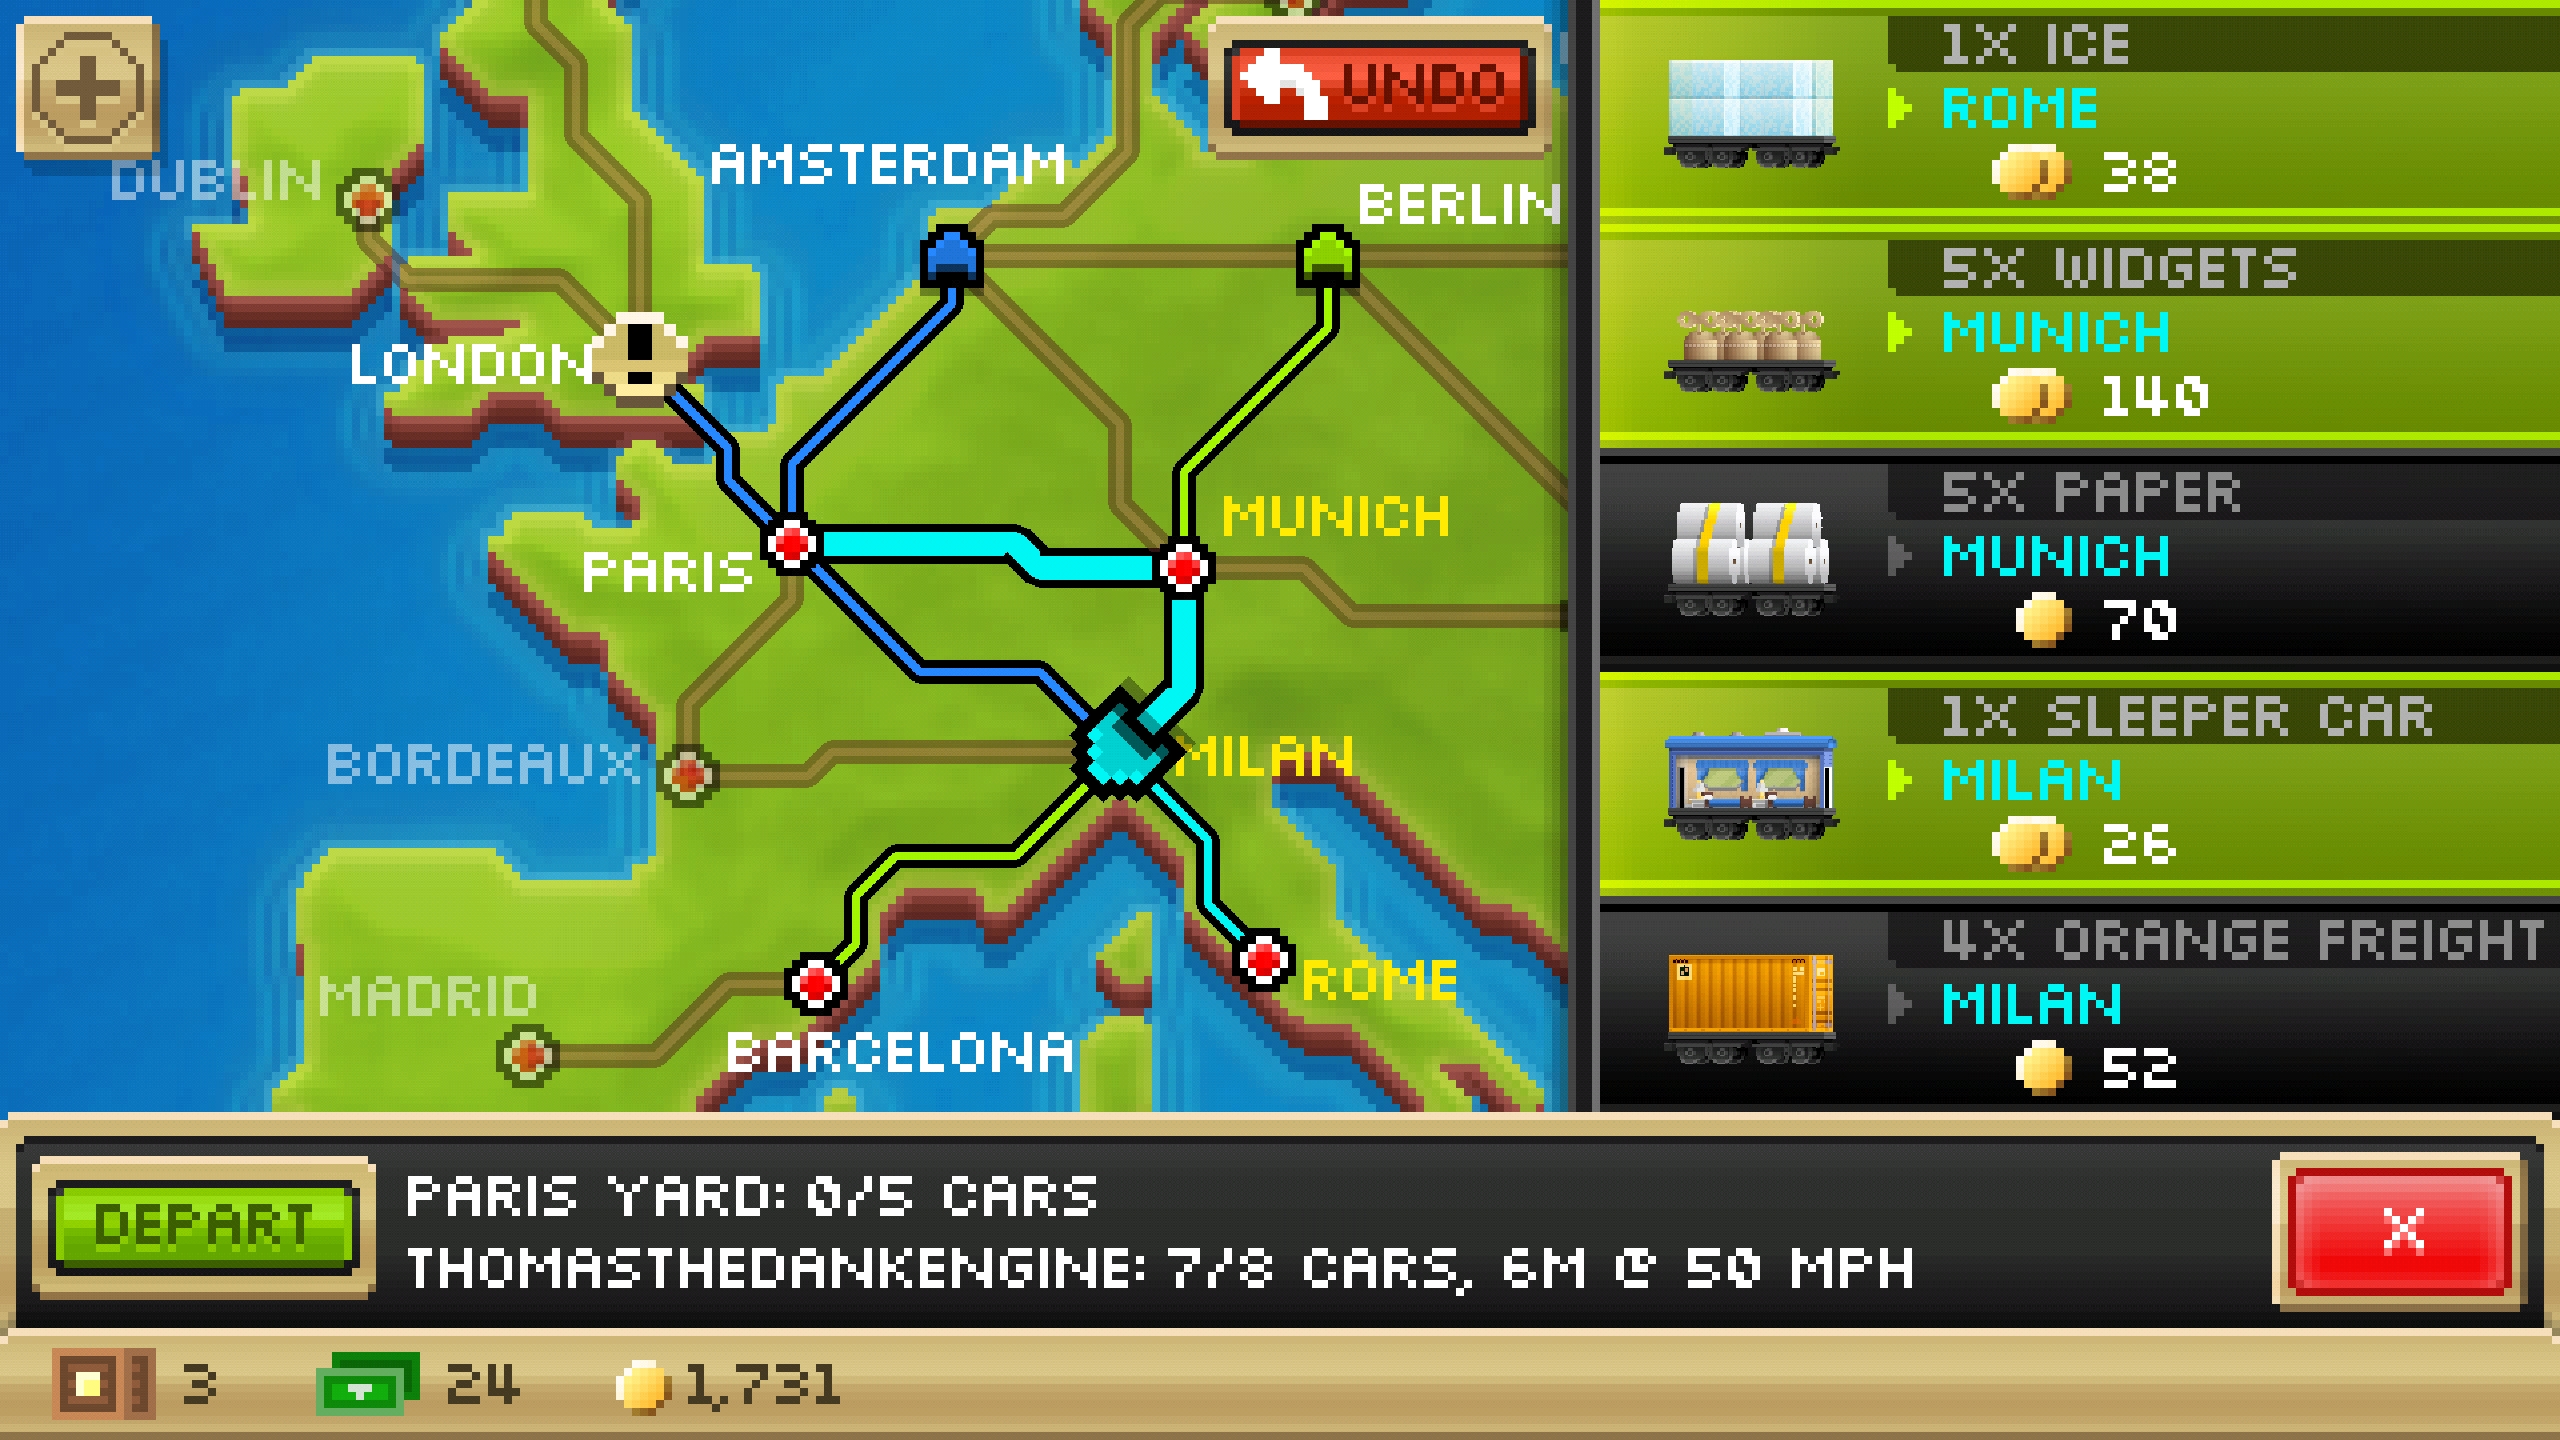 UNDO
AMSTERDAM
DUBLIN
BERLIN
LONDON
MUNICH
PARIS
BORDEAUX
MILAN
MADRID
ROME
BARCELONA
1X ICE
ROME
38
5X WIDGETS
MUNICH
140
5X PAPER
MUNICH
70
1X SLEEPER CAR
MILAN
26
4X ORANGE FREIGHT
MILAN
52
DEPART
PARIS YARD: 0/5 CARS
THOMASTHEDANKENGINE: 7/8 CARS, 6M @ 50 MPH
X
3
24
1,731